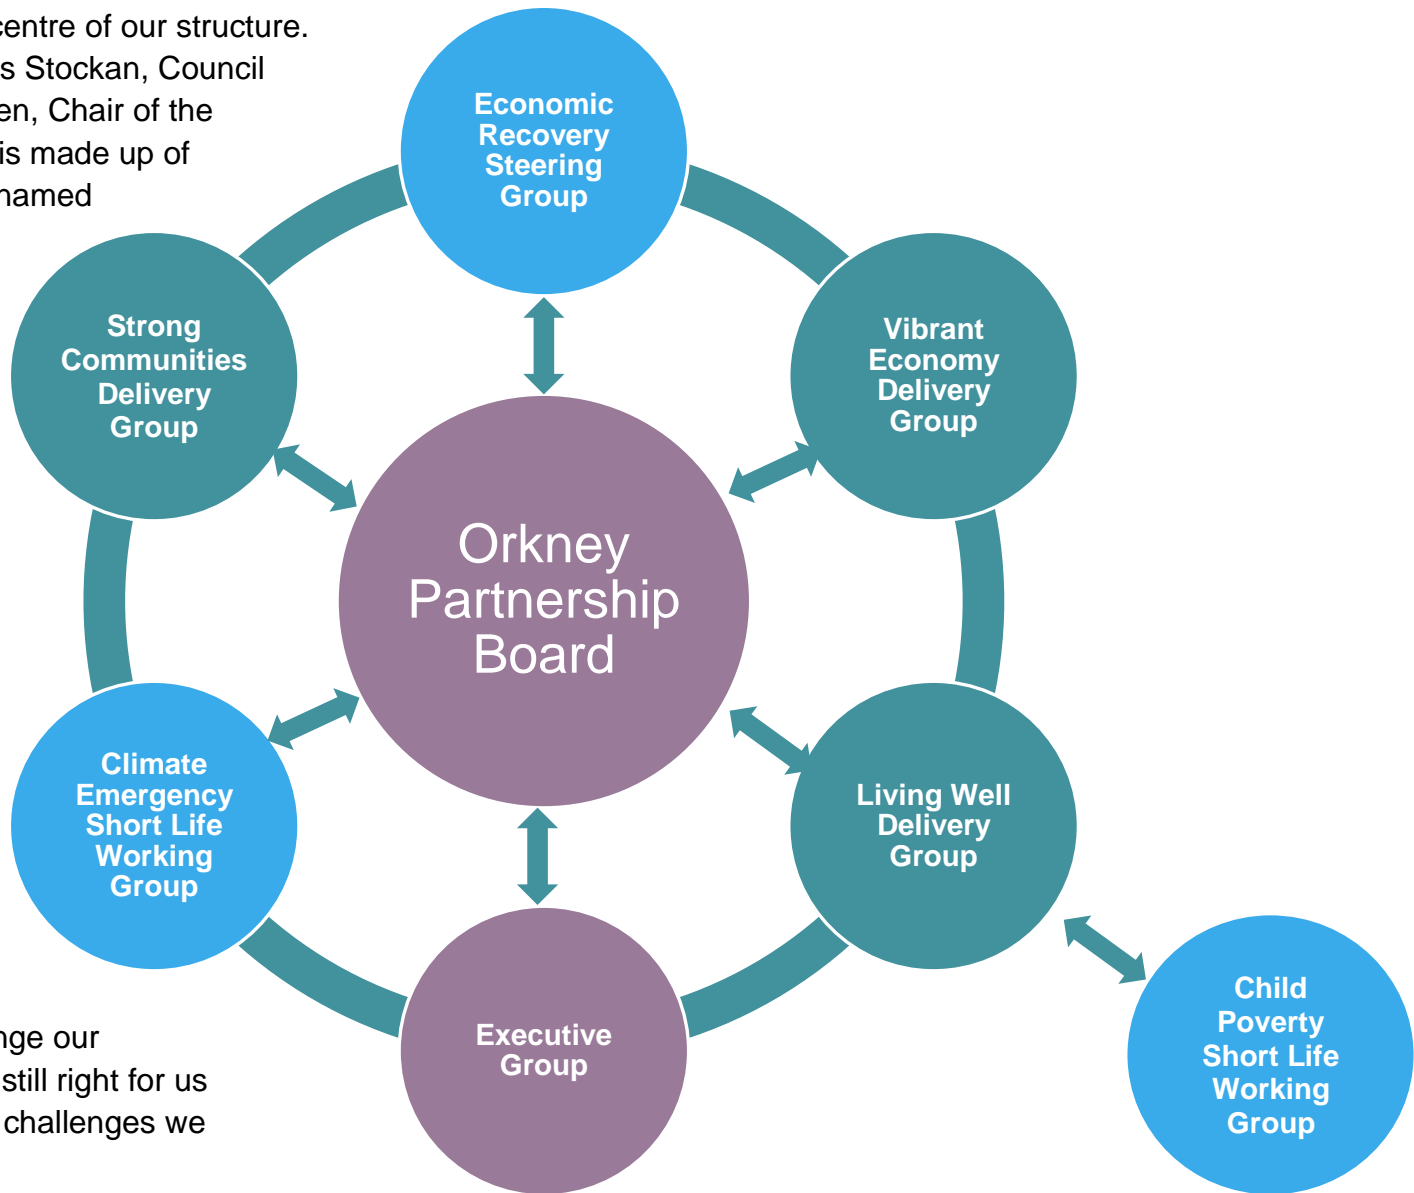 centre of our structure.
s Stockan, Council
en, Chair of the
is made up of
named
Economic
Recovery
Steering
Group
Strong
Communities
Delivery
Group
Vibrant
Economy
Delivery
Group
Orkney
Partnership
Board
Climate
Emergency
Short Life
Working
Group
Living Well
Delivery
Group
Executive
Group
Child
Poverty
Short Life
Working
Group
nge our
still right for us
challenges we